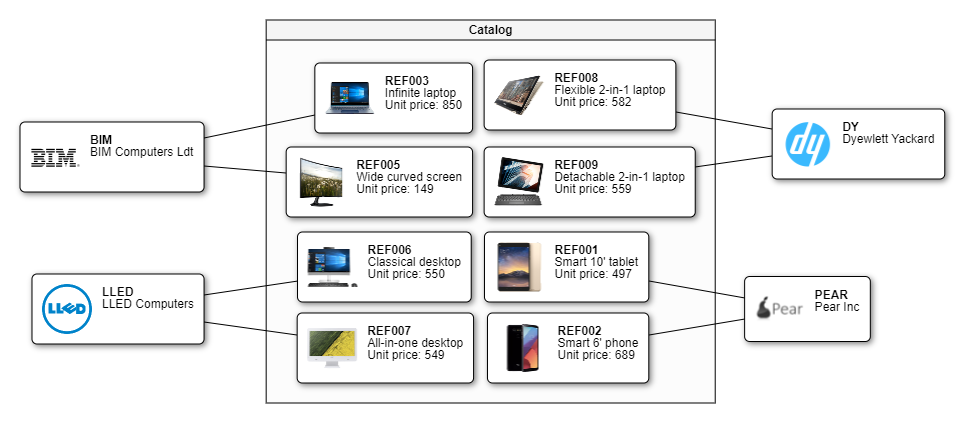 Catalog
REF003
Infinite laptop
Unit price: 850
REF008
Flexible 2-in-1 laptop
Unit price: 582
BIM
BIM.
BIM Computers Ldt
dy
DY
Dyewlett Yackard
REF005
Wide curved screen
Unit price: 149
REF009
Detachable 2-in-1 laptop
Unit price: 559
REF006
Classical desktop
Unit price: 550
REF001
Smart 10' tablet
Unit price: 497
LLED
LLED
LLED Computers
Pear
PEAR
Pear Inc
REF007
All-in-one desktop
Unit price: 549
REF002
Smart 6' phone
Unit price: 689